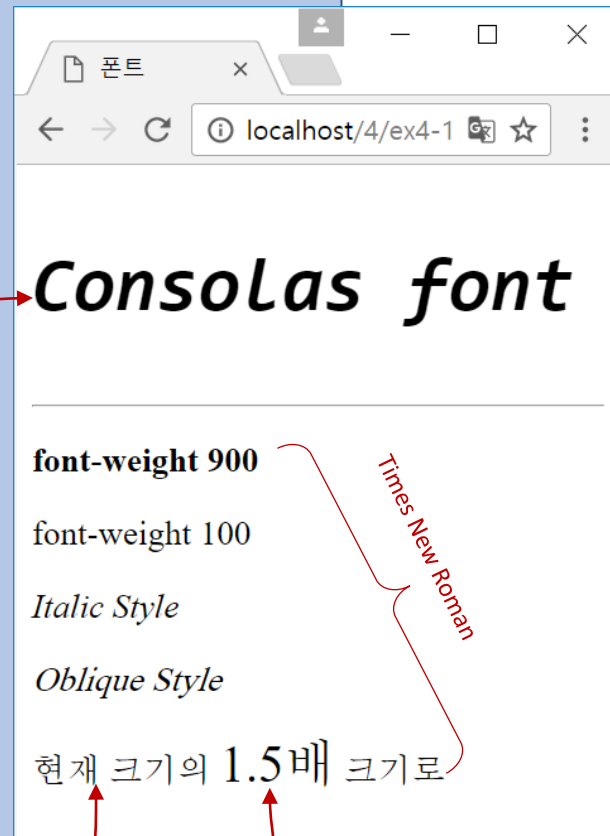 폰트
localhost/4/ex4-1
Consolas font
font-weight 900
font-weight 100
Italic Style
Oblique Style
현재 크기의 1.5배 크기로
Times New Roman